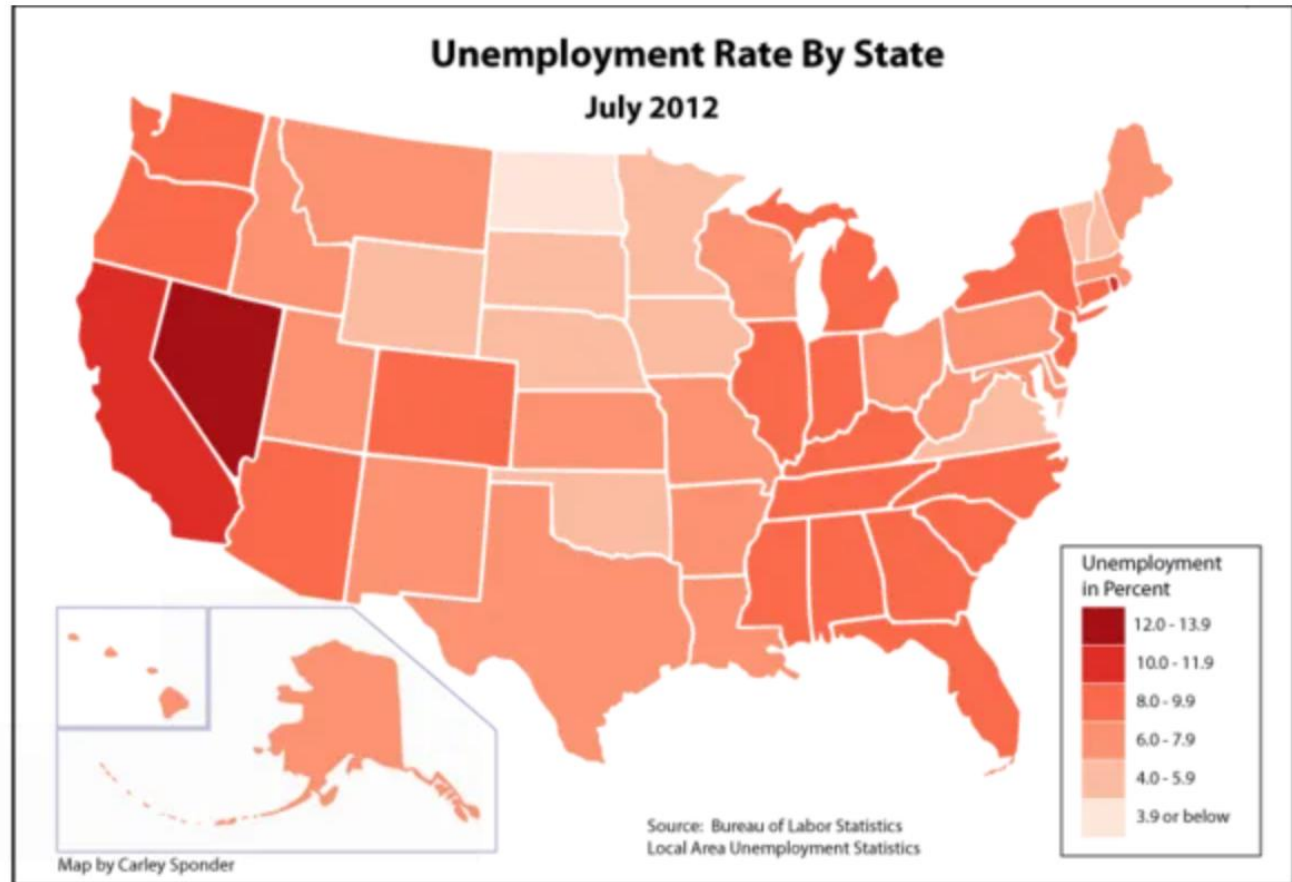 Unemployment Rate By State
July 2012
Unemployment
in Percent
12.0 - 13.9
10.0 - 11.9
8.0 - 9.9
6.0 - 7.9
4.0 - 5.9
3.9 or below
Source: Bureau of Labor Statistics
Local Area Unemployment Statistics
Map by Carley Sponder